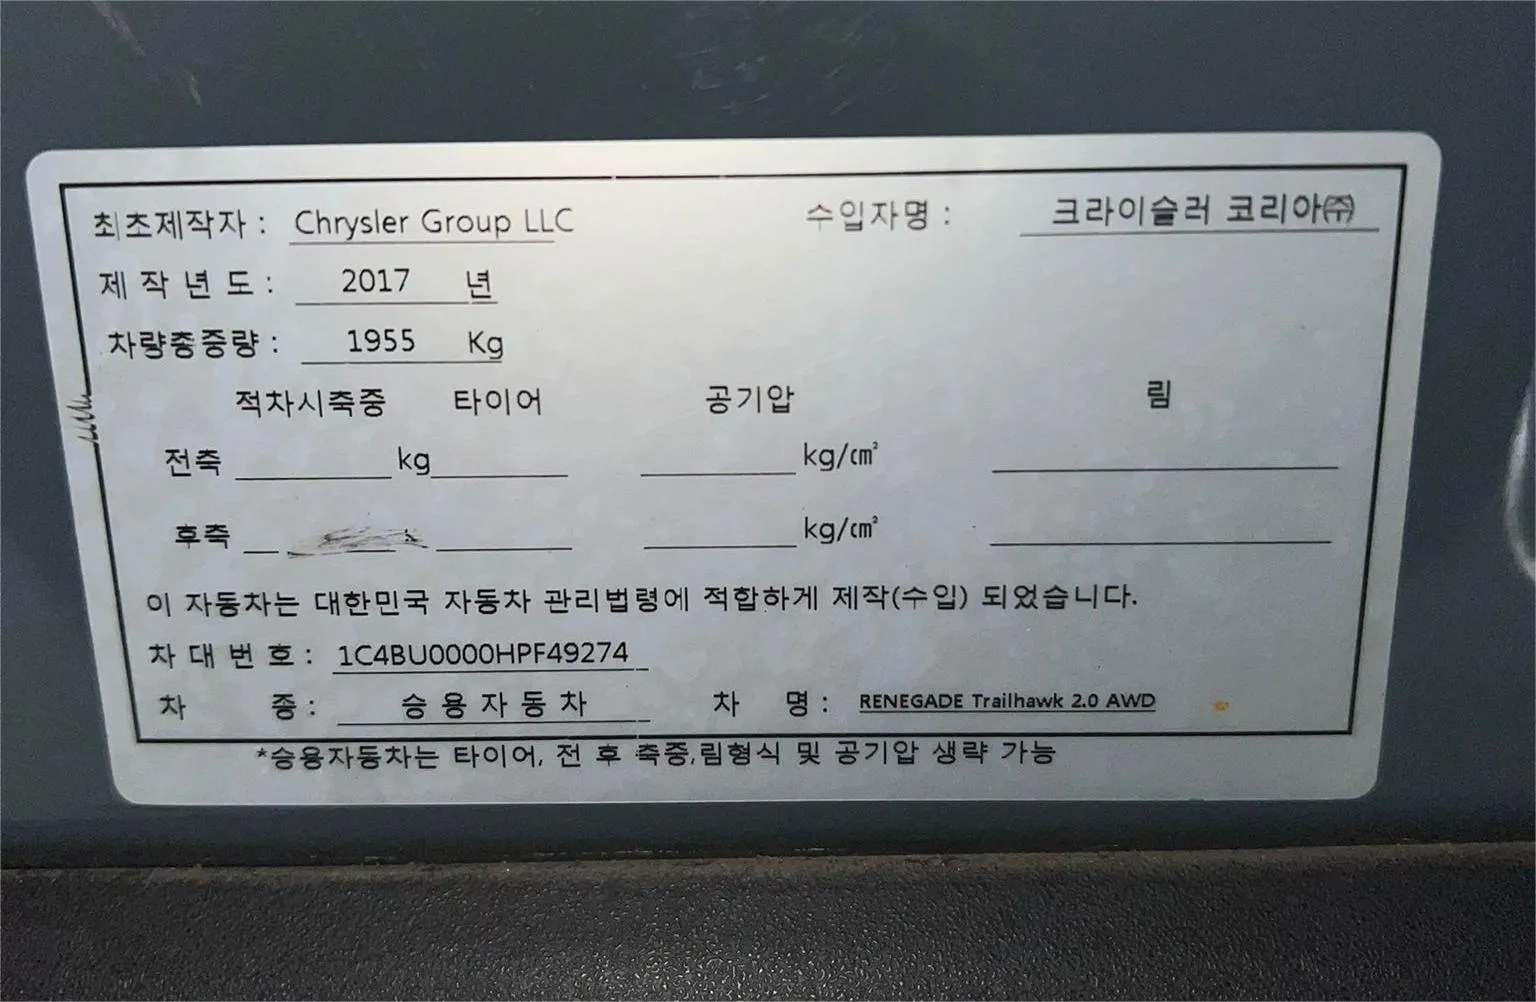 최초제작자 : Chrysler Group LLC 수입자명 : 크라이슬러 코리아㈜
제 작 년 도 : 2017 년
차량총중량 : 1955 Kg
적차시축중 타이어 공기압 림
전축 kg kg/㎠
후축 kg/㎠
이 자동차는 대한민국 자동차 관리법령에 적합하게 제작(수입) 되었습니다.
차 대 번 호 : 1C4BU0000HPF49274
차 종 : 승 용 자 동 차 차 명 : RENEGADE Trailhawk 2.0 AWD
*승용자동차는 타이어, 전 후 축중,림형식 및 공기압 생략 가능